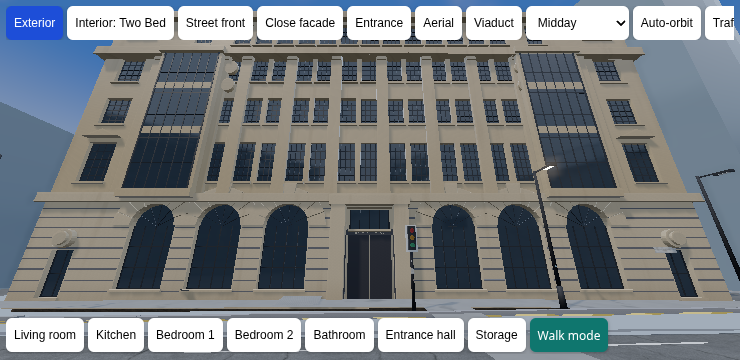 Exterior
Interior: Two Bed
Street front
Close facade
Entrance
Aerial
Viaduct
Midday
Auto-orbit
Traf
Living room
Kitchen
Bedroom 1
Bedroom 2
Bathroom
Entrance hall
Storage
Walk mode